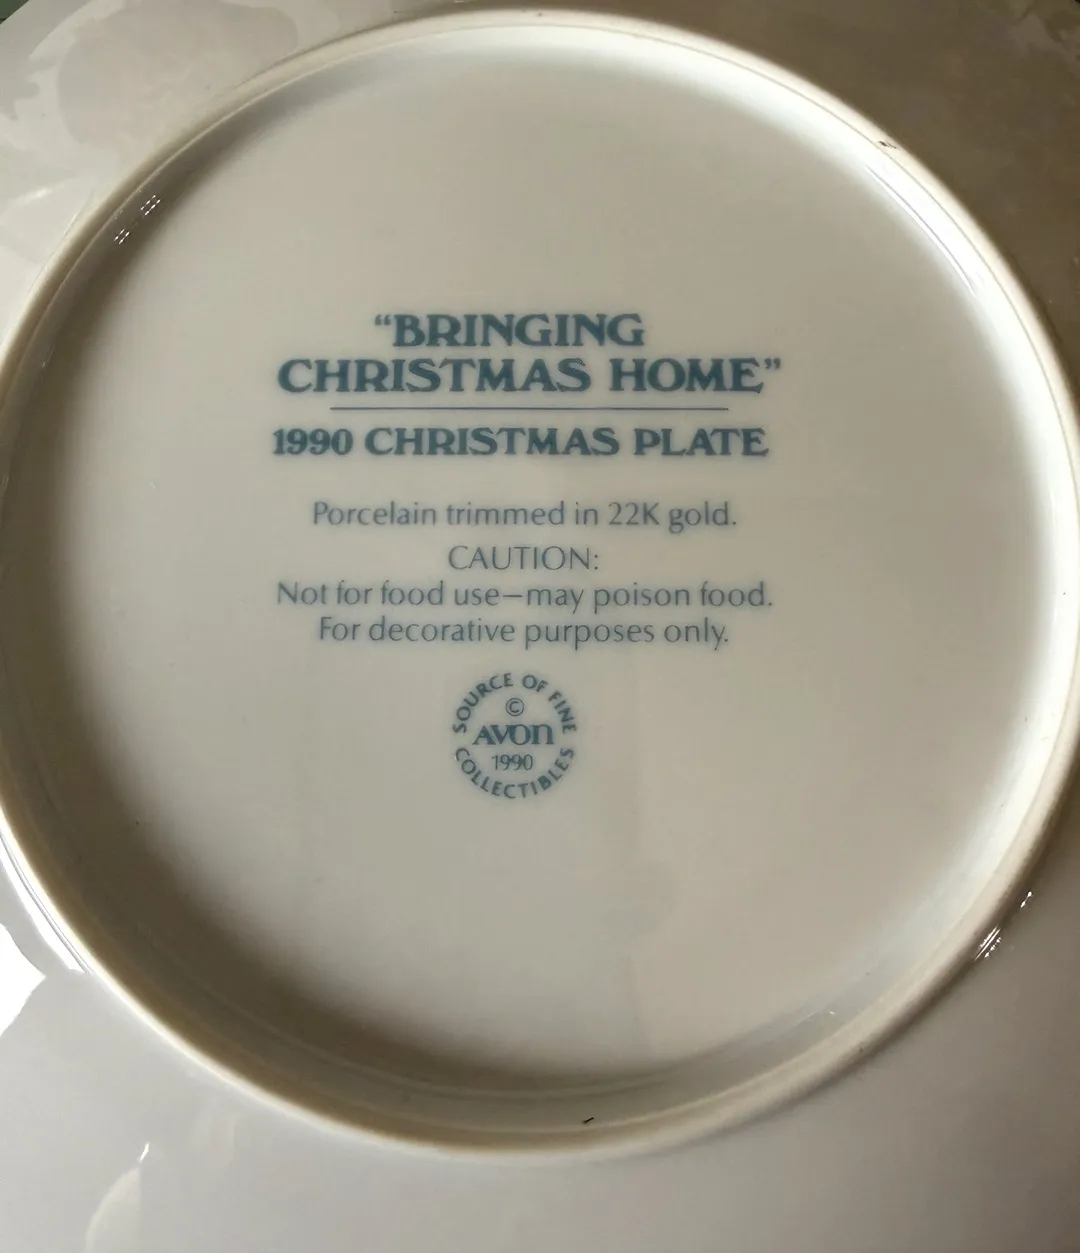 “BRINGING
CHRISTMAS HOME”
1990 CHRISTMAS PLATE
Porcelain trimmed in 22K gold.
CAUTION:
Not for food use—may poison food.
For decorative purposes only.
SOURCE OF FINE
©
AVON
1990
COLLECTIBLES